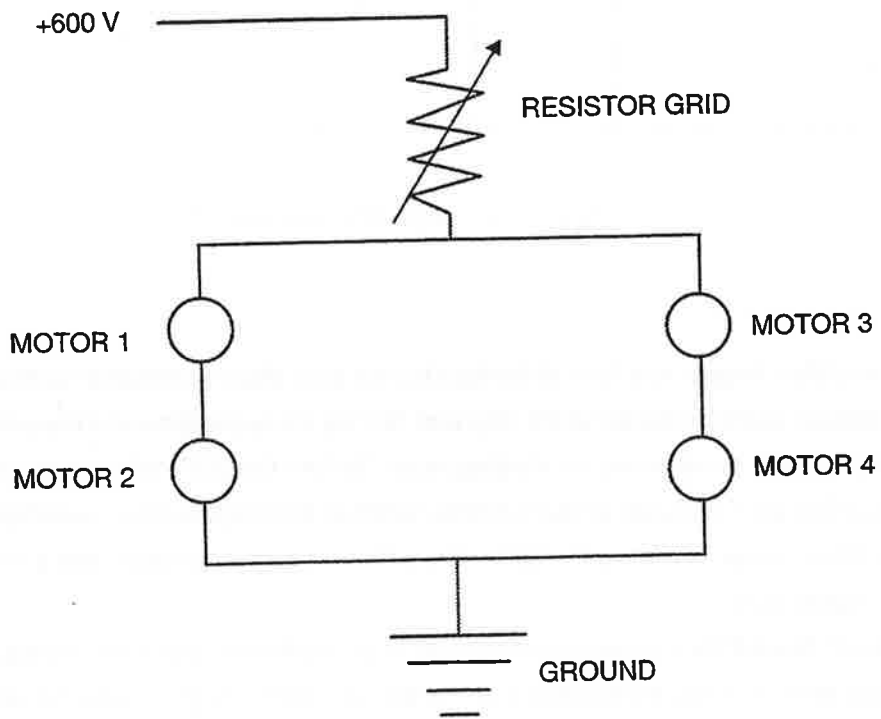 +600 V
RESISTOR GRID
MOTOR 1
MOTOR 3
MOTOR 2
MOTOR 4
GROUND